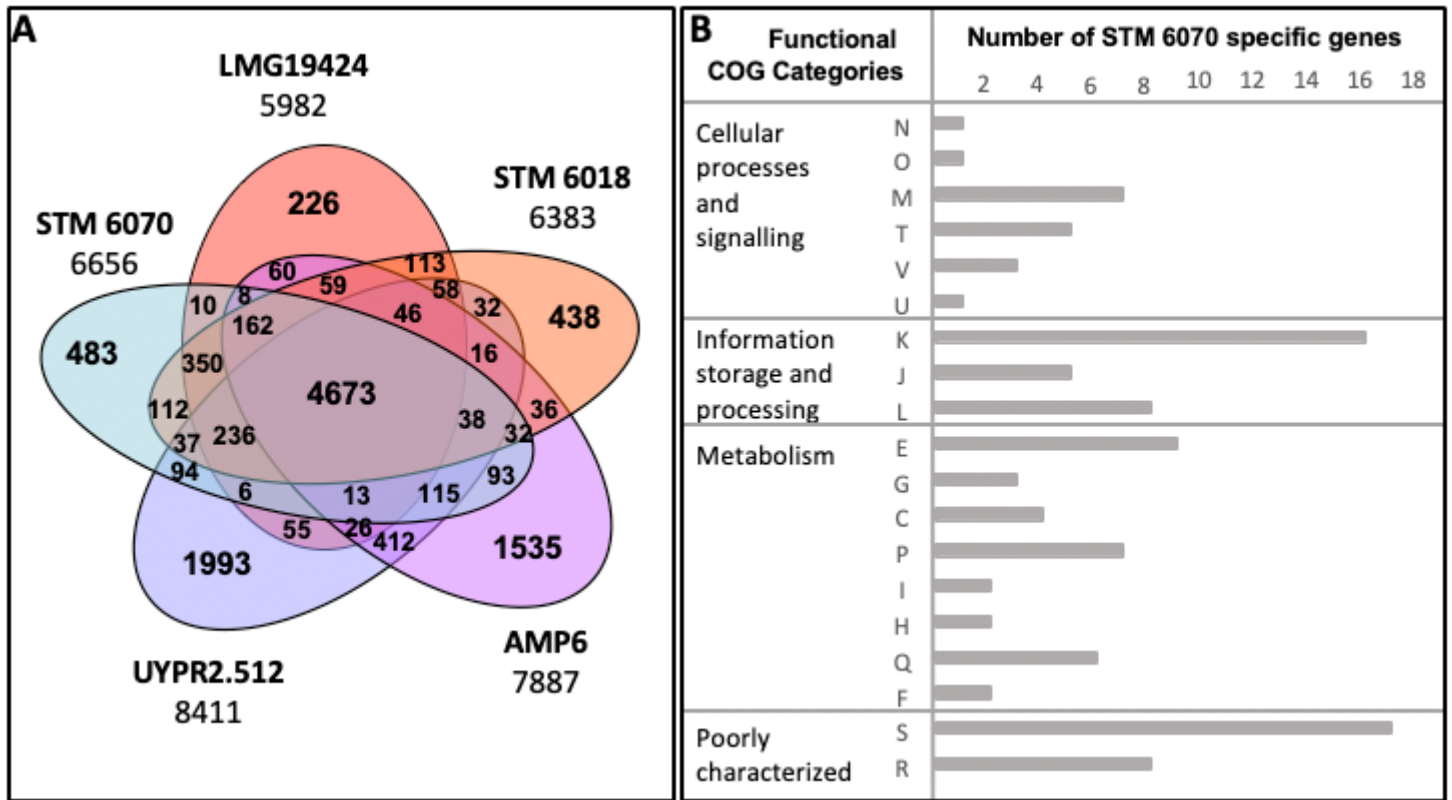 A
LMG19424
5982
STM 6018
6383
STM 6070
6656
226
113
60
59
58
10
8
32
46
438
162
483
350
16
4673
112
38
36
37
236
32
94
93
6
13
115
55
26
412
1993
1535
AMP6
7887
UYPR2.512
8411
B
Functional
COG Categories
Number of STM 6070 specific genes
2 4 6 8 10 12 14 16 18
Cellular
processes
and
signalling
N
O
M
T
V
U
Information
storage and
processing
K
J
L
Metabolism
E
G
C
P
I
H
Q
F
Poorly
characterized
S
R